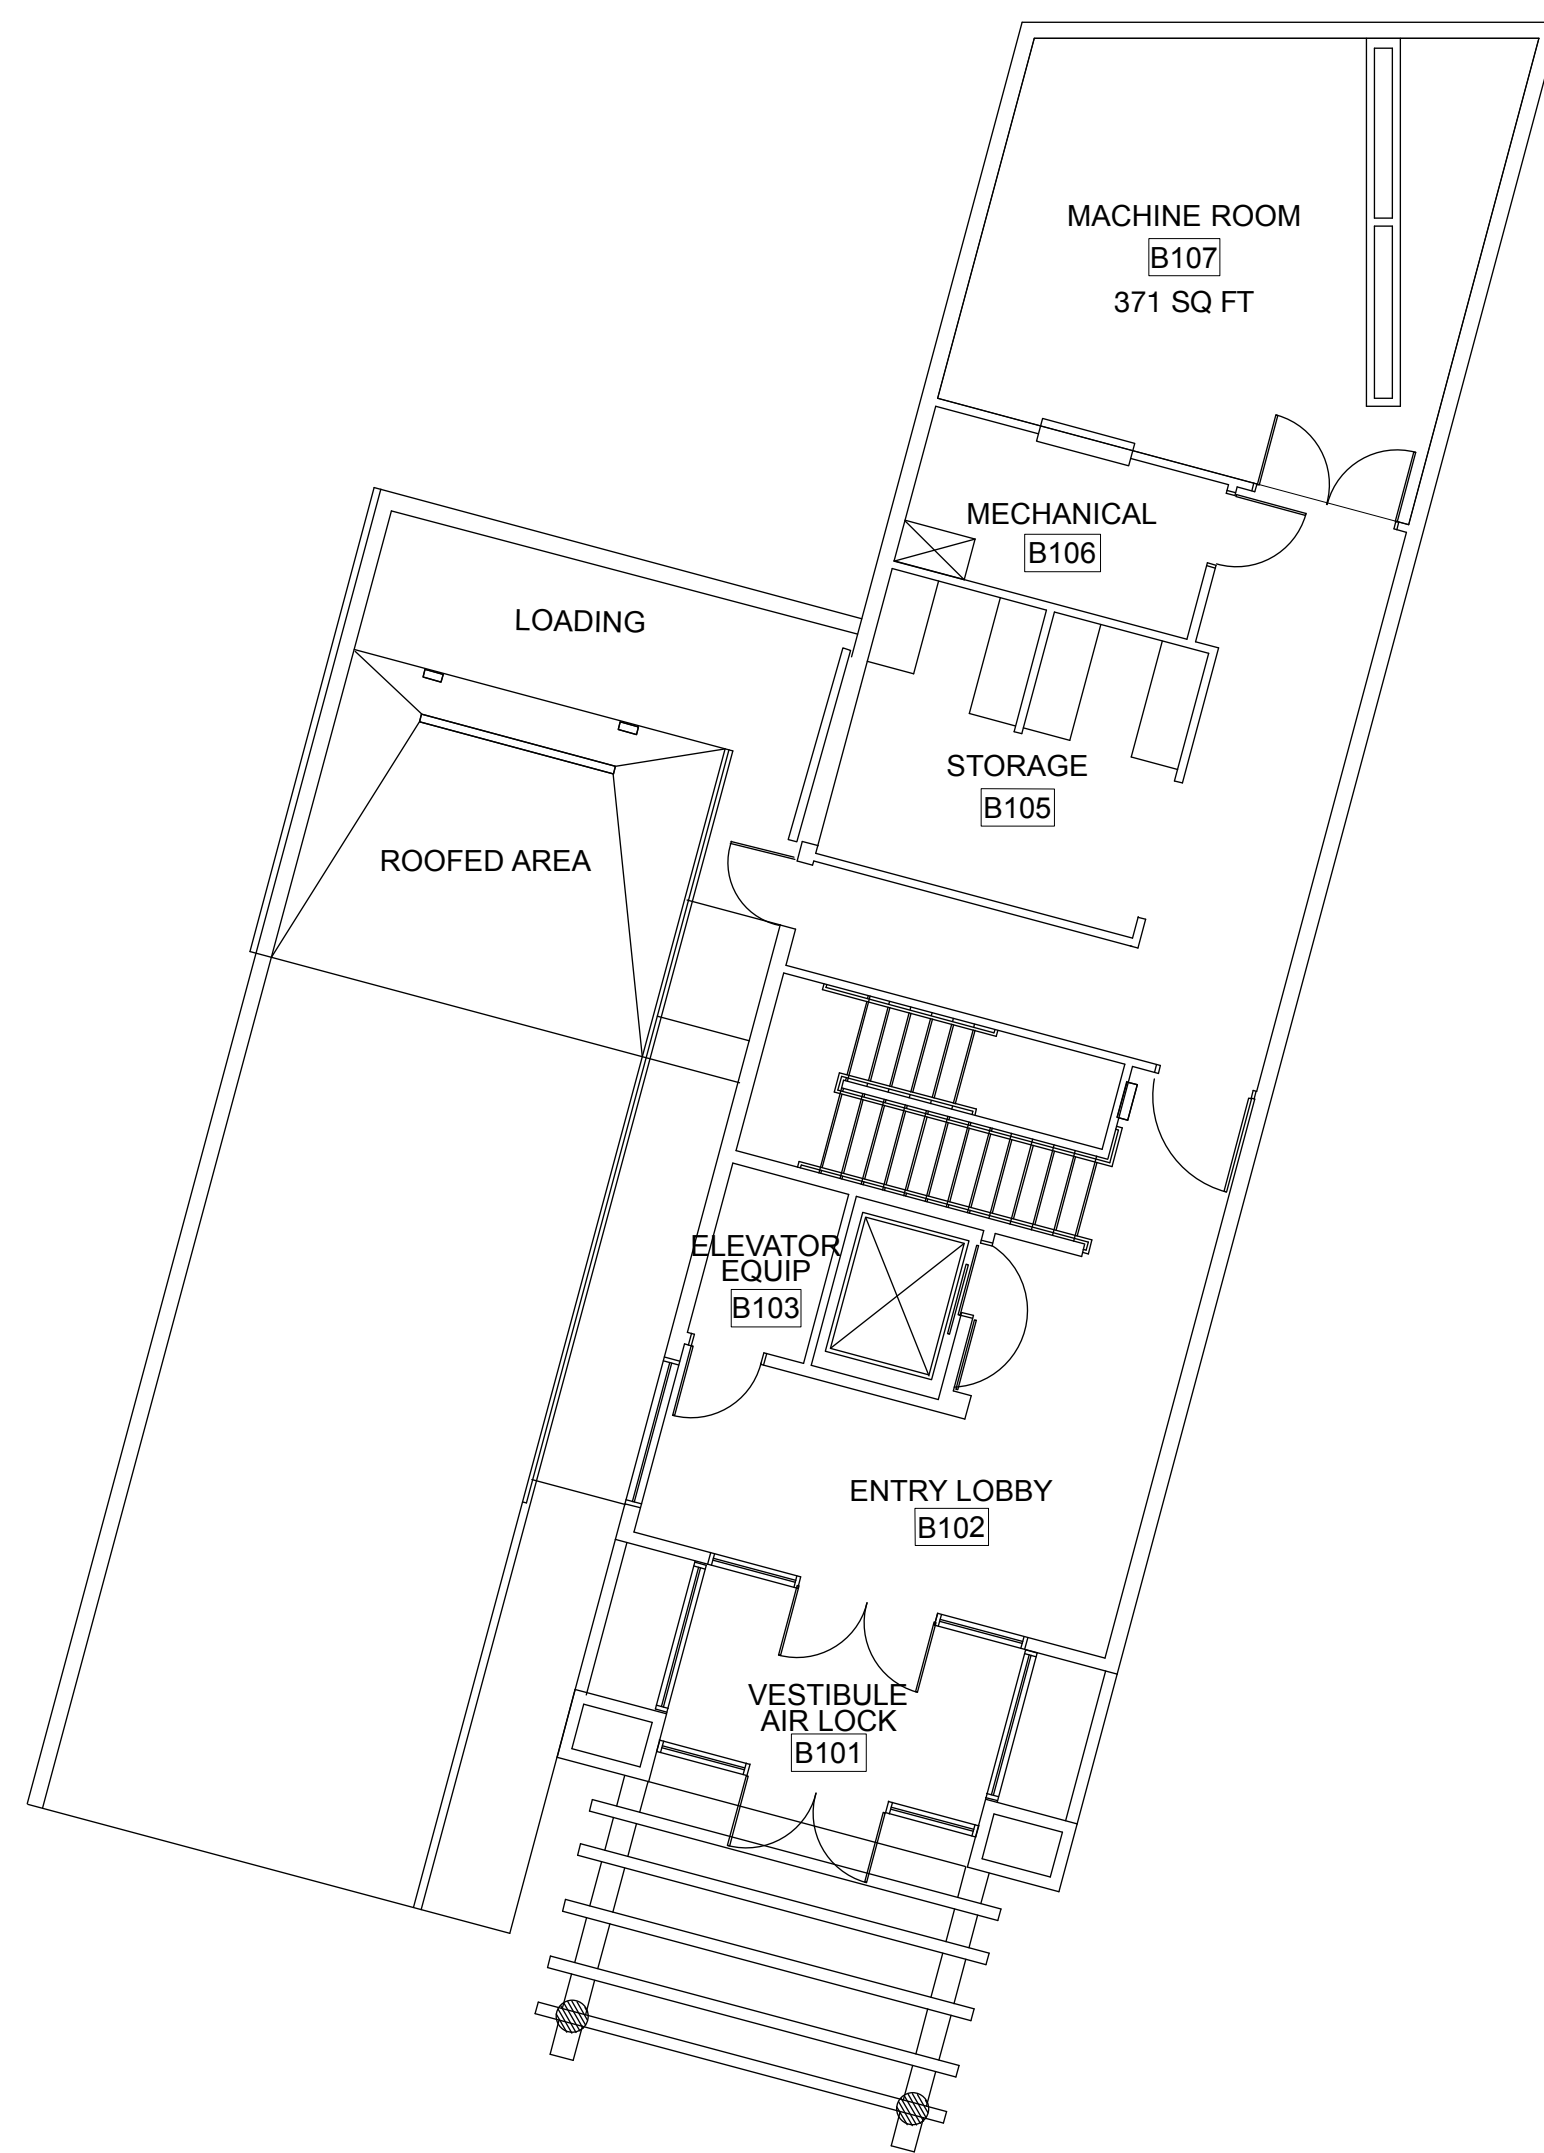 MACHINE ROOM
B107
371 SQ FT
MECHANICAL
B106
LOADING
STORAGE
B105
ROOFED AREA
ELEVATOR
EQUIP
B103
ENTRY LOBBY
B102
VESTIBULE
AIR LOCK
B101